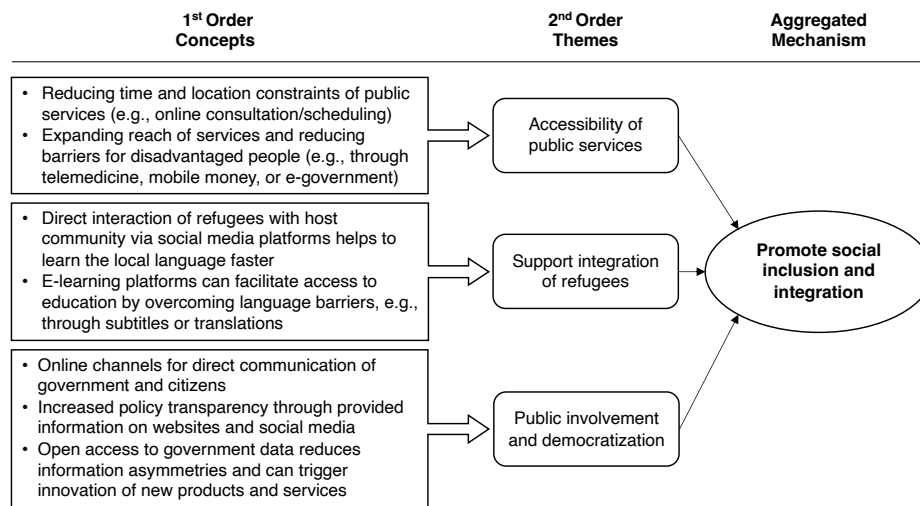 1st Order
Concepts
2nd Order
Themes
Aggregated
Mechanism
• Reducing time and location constraints of public
services (e.g., online consultation/scheduling)
• Expanding reach of services and reducing
barriers for disadvantaged people (e.g., through
telemedicine, mobile money, or e-government)
Accessibility of
public services
• Direct interaction of refugees with host
community via social media platforms helps to
learn the local language faster
• E-learning platforms can facilitate access to
education by overcoming language barriers, e.g.,
through subtitles or translations
Support integration
of refugees
Promote social
inclusion and
integration
• Online channels for direct communication of
government and citizens
• Increased policy transparency through provided
information on websites and social media
• Open access to government data reduces
information asymmetries and can trigger
innovation of new products and services
Public involvement
and democratization